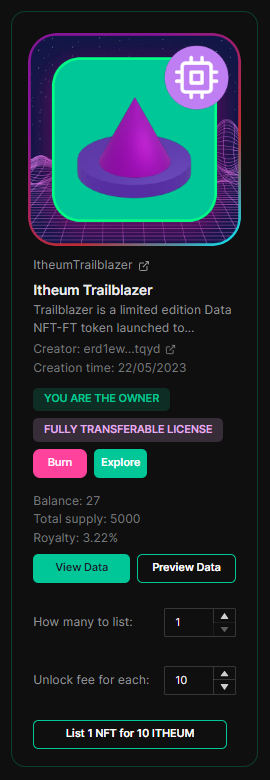 ItheumTrailblazer
Itheum Trailblazer
Trailblazer is a limited edition Data
NFT-FT token launched to...
Creator: erd1ew...tqyd
Creation time: 22/05/2023
YOU ARE THE OWNER
FULLY TRANSFERABLE LICENSE
Burn Explore
Balance: 27
Total supply: 5000
Royalty: 3.22%
View Data Preview Data
How many to list: 1
Unlock fee for each: 10
List 1 NFT for 10 ITHEUM